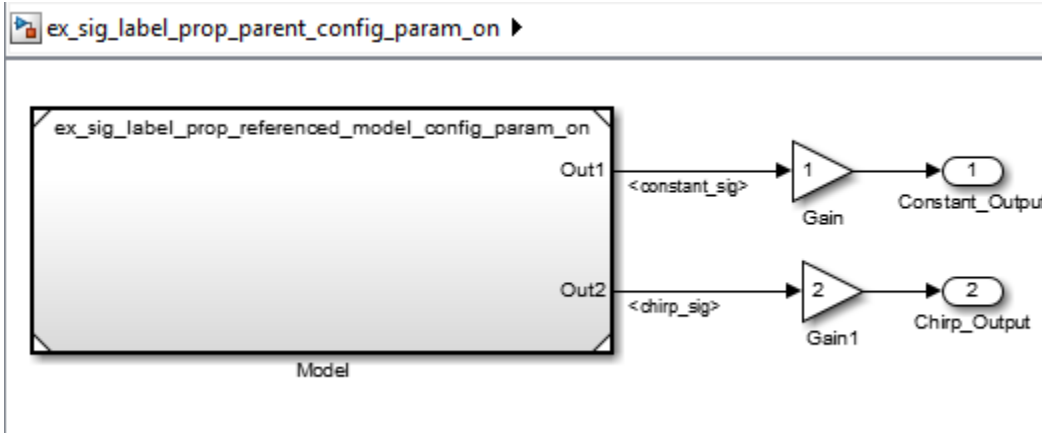 ex_sig_label_prop_parent_config_param_on
ex_sig_label_prop_referenced_model_config_param_on
Out1
<constant_sig>
1
Gain
1
Constant_Output
Out2
<chirp_sig>
2
Gain1
2
Chirp_Output
Model